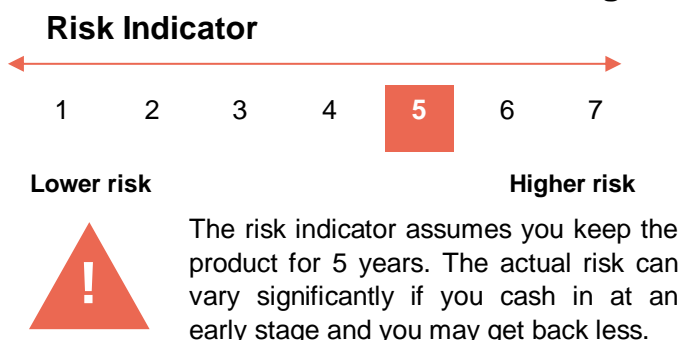 Risk Indicator
1 2 3 4 5 6 7
Lower risk Higher risk
!
The risk indicator assumes you keep the
product for 5 years. The actual risk can
vary significantly if you cash in at an
early stage and you may get back less.